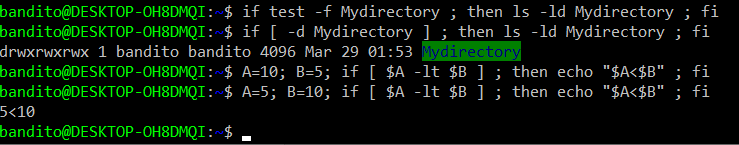 bandito@DESKTOP-OH8DMQI:~$ if test -f Mydirectory ; then ls -ld Mydirectory ; fi
bandito@DESKTOP-OH8DMQI:~$ if [ -d Mydirectory ] ; then ls -ld Mydirectory ; fi
drwxrwxrwx 1 bandito bandito 4096 Mar 29 01:53 Mydirectory
bandito@DESKTOP-OH8DMQI:~$ A=10; B=5; if [ $A -lt $B ] ; then echo "$A<$B" ; fi
bandito@DESKTOP-OH8DMQI:~$ A=5; B=10; if [ $A -lt $B ] ; then echo "$A<$B" ; fi
5<10
bandito@DESKTOP-OH8DMQI:~$